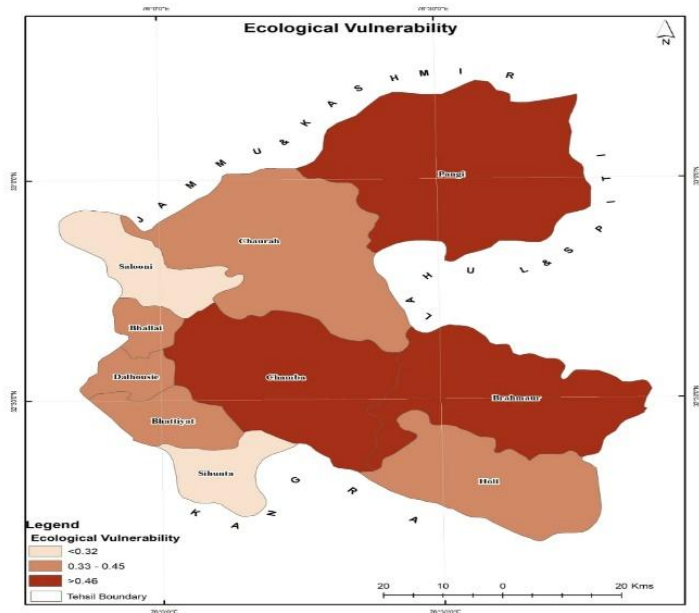 Ecological Vulnerability
N
JAMMU & KASHMIR
LAHUL & SPITI
KANGRA
Pangi
Chaurah
Salooni
Bhallai
Dalhousie
Chamba
Brahmaur
Bhattiyat
Sihunta
Holi
Legend
Ecological Vulnerability
<0.32
0.33 - 0.45
>0.46
Tehsil Boundary
20 10 0 20 Kms